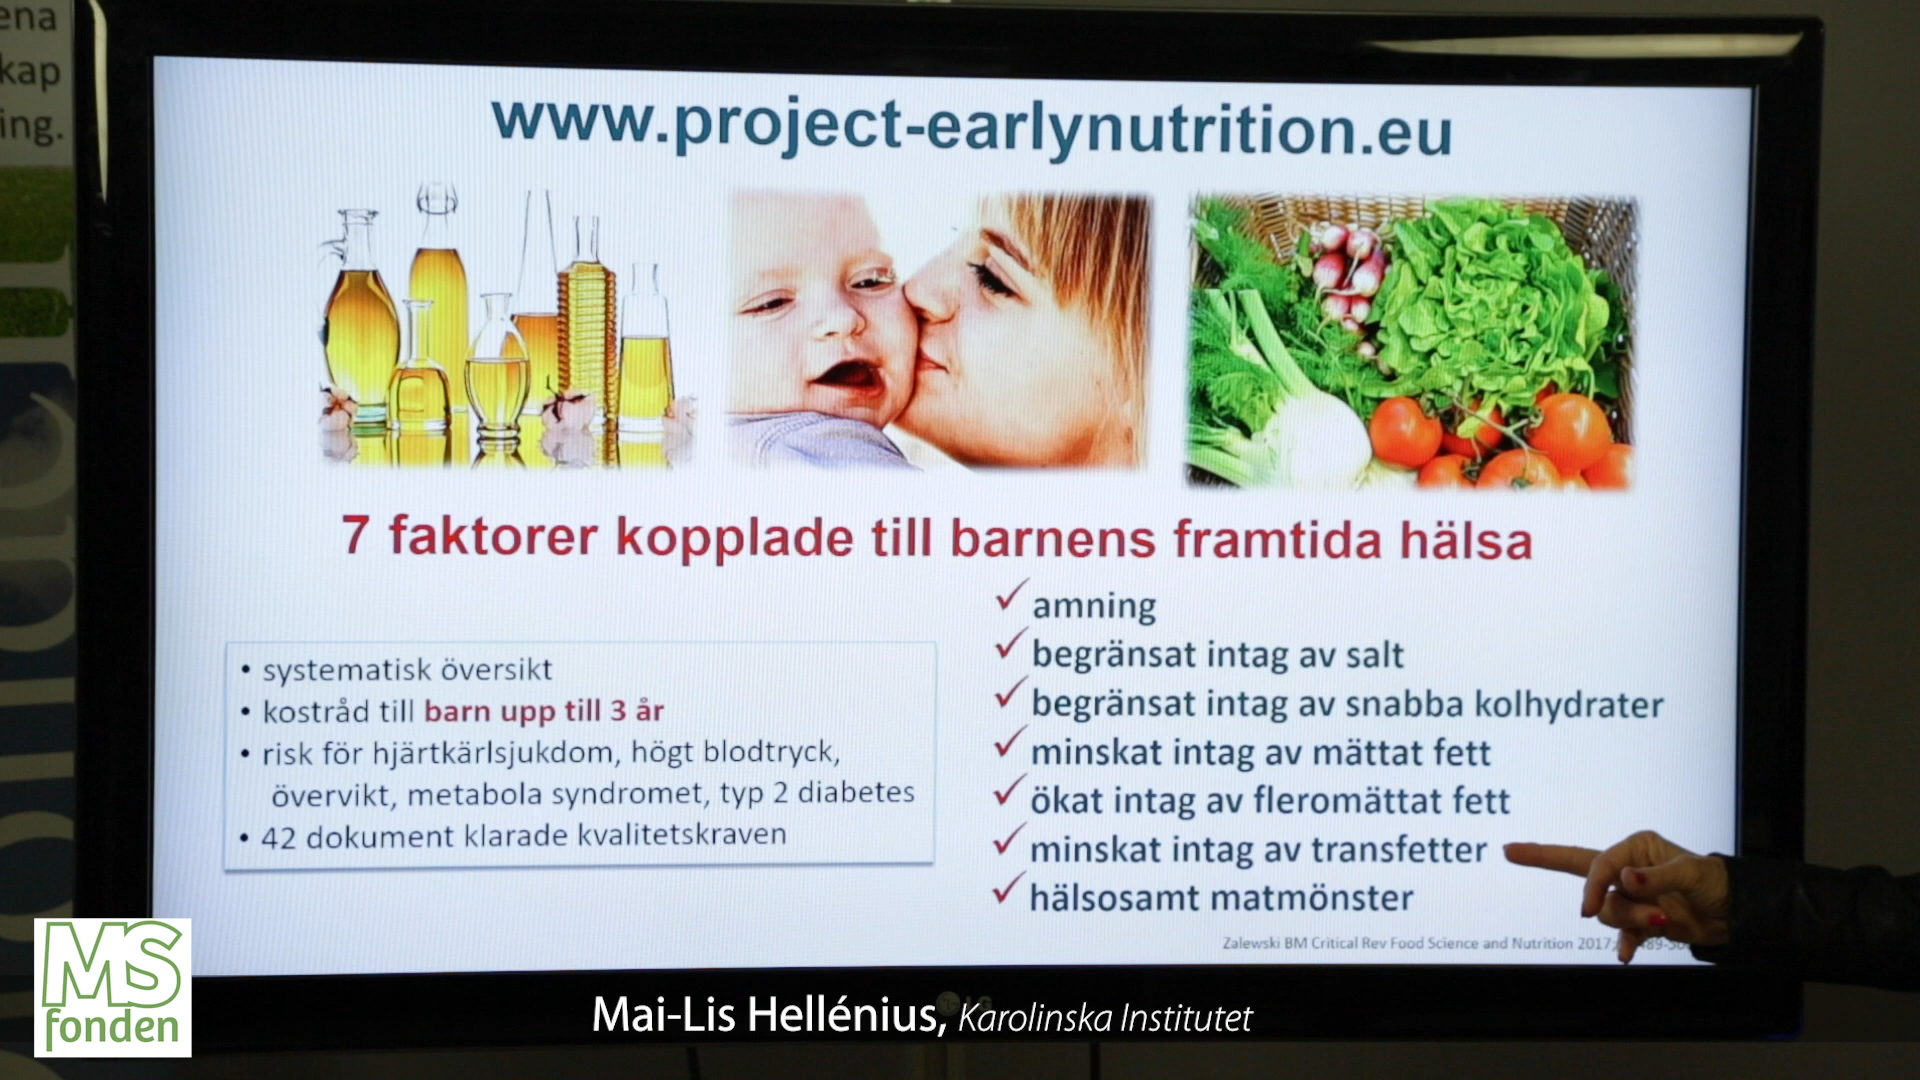 ena
kap
ing.
www.project-earlynutrition.eu
7 faktorer kopplade till barnens framtida hälsa
• systematisk översikt
• kostråd till barn upp till 3 år
• risk för hjärtkärlsjukdom, högt blodtryck,
övervikt, metabola syndromet, typ 2 diabetes
• 42 dokument klarade kvalitetskraven
✓ amning
✓ begränsat intag av salt
✓ begränsat intag av snabba kolhydrater
✓ minskat intag av mättat fett
✓ ökat intag av fleromättat fett
✓ minskat intag av transfetter
✓ hälsosamt matmönster
Zalewski BM Critical Rev Food Science and Nutrition 2017;
MS
fonden
LG
Mai-Lis Hellénius, Karolinska Institutet